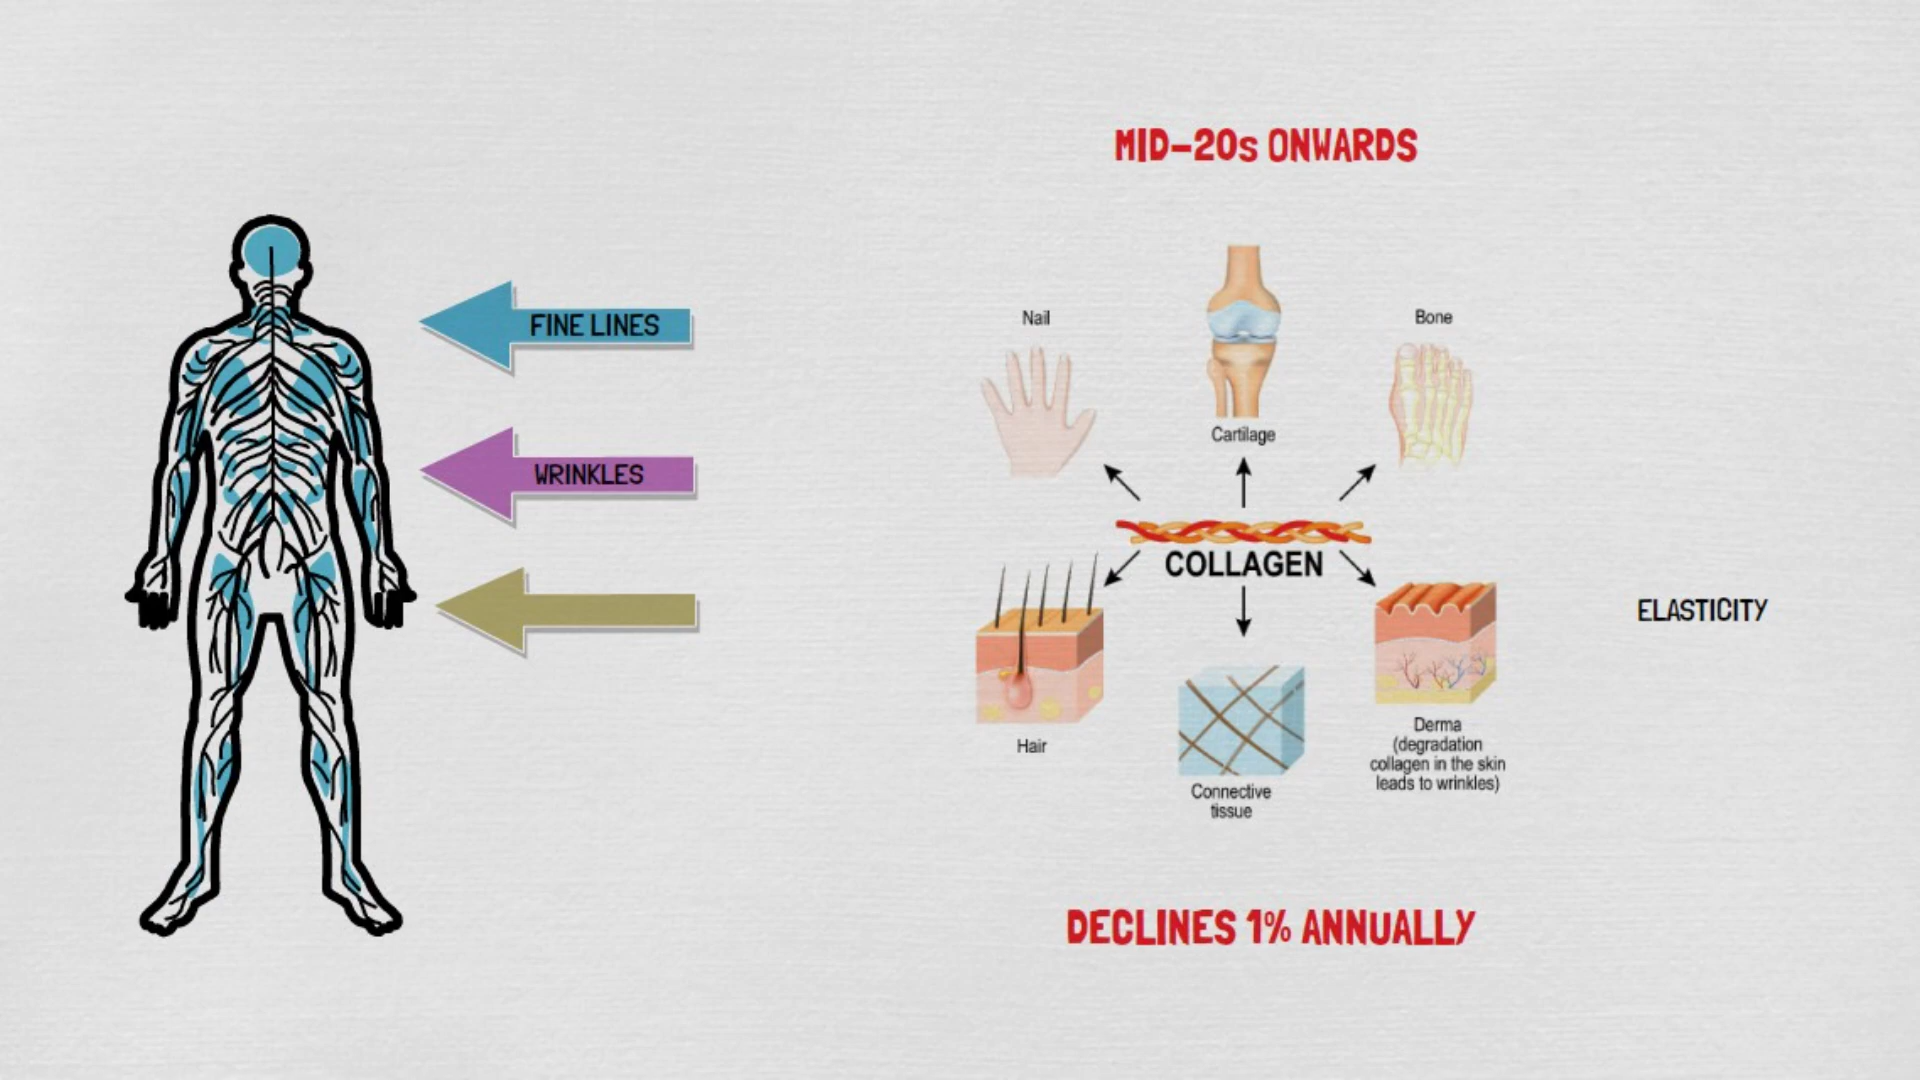 MID-20s ONWARDS
FINE LINES
WRINKLES
Nail
Cartilage
Bone
COLLAGEN
ELASTICITY
Hair
Connective
tissue
Derma
(degradation
collagen in the skin
leads to wrinkles)
DECLINES 1% ANNUALLY